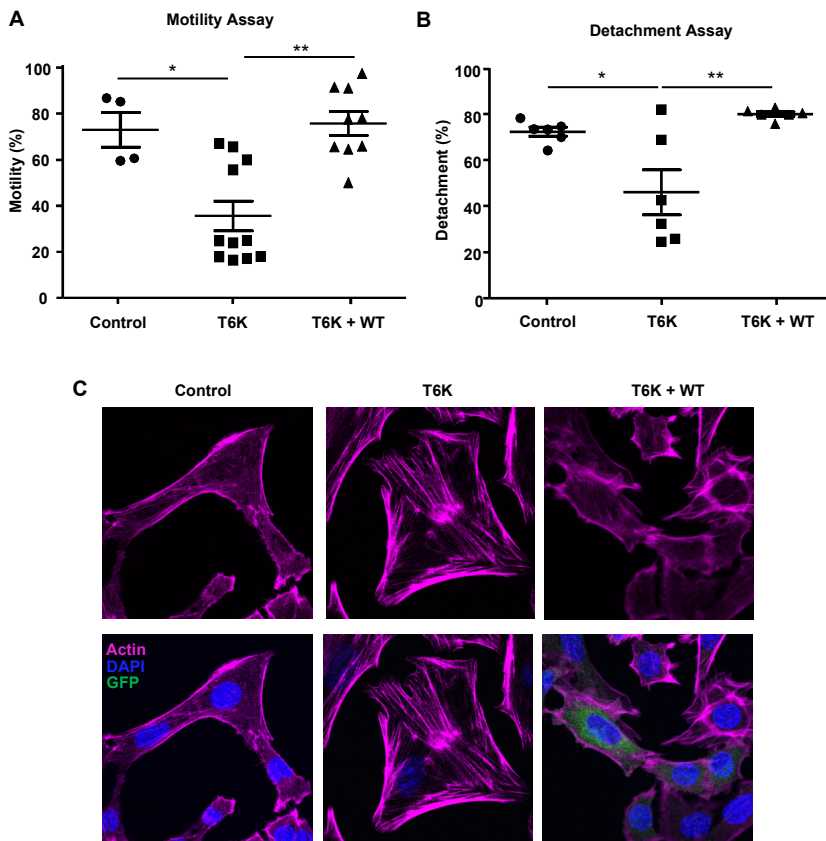 A
Motility Assay
*
**
100
80
60
40
20
0
Motility (%)
Control T6K T6K + WT
B
Detachment Assay
*
**
100
80
60
40
20
0
Detachment (%)
Control T6K T6K + WT
C
Control T6K T6K + WT
Actin
DAPI
GFP